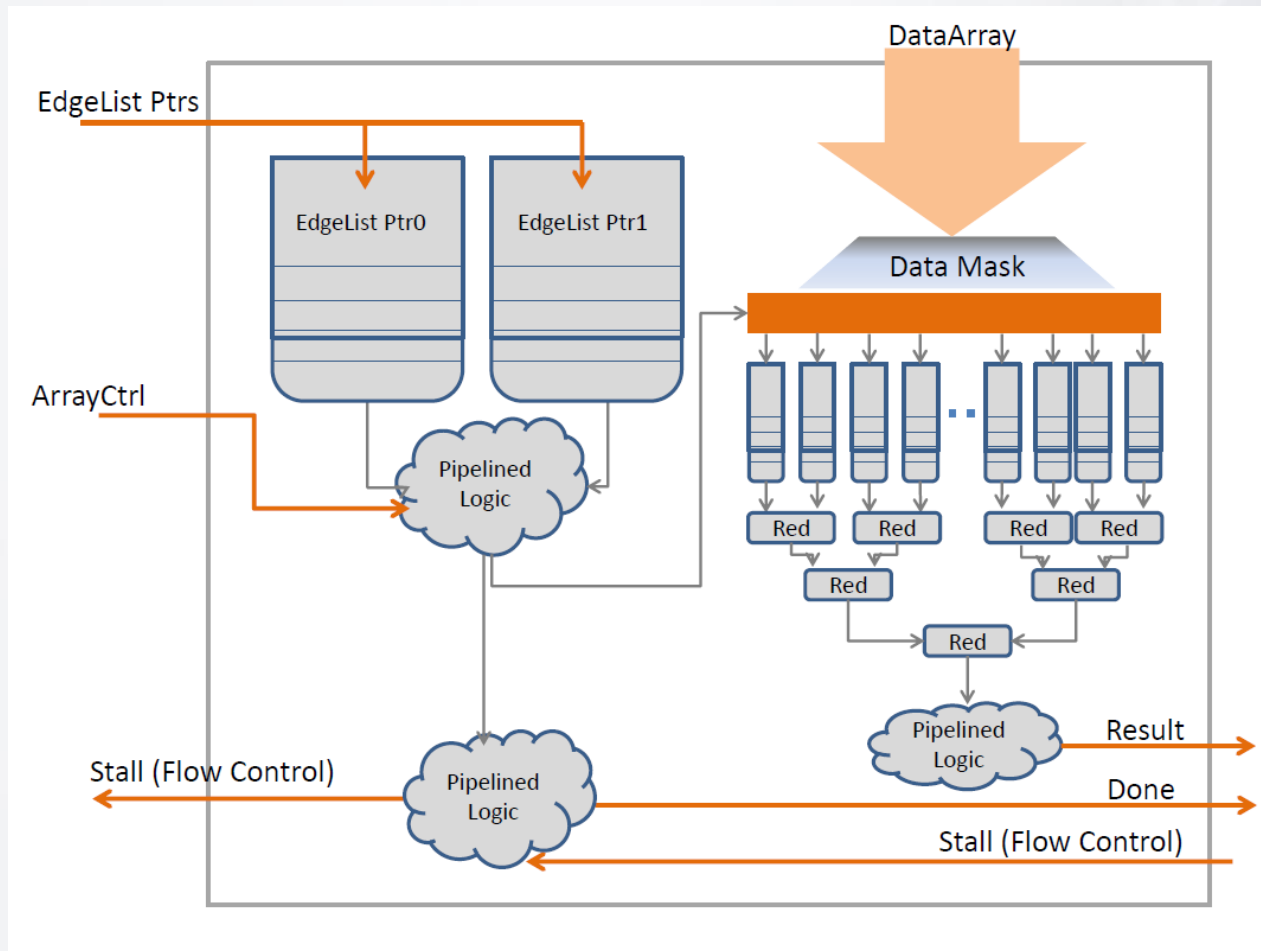 DataArray
EdgeList Ptrs
EdgeList Ptr0
EdgeList Ptr1
Data Mask
ArrayCtrl
Pipelined
Logic
Red
Red
Red
Red
Red
Red
Red
Pipelined
Logic
Result
Stall (Flow Control)
Pipelined
Logic
Done
Stall (Flow Control)